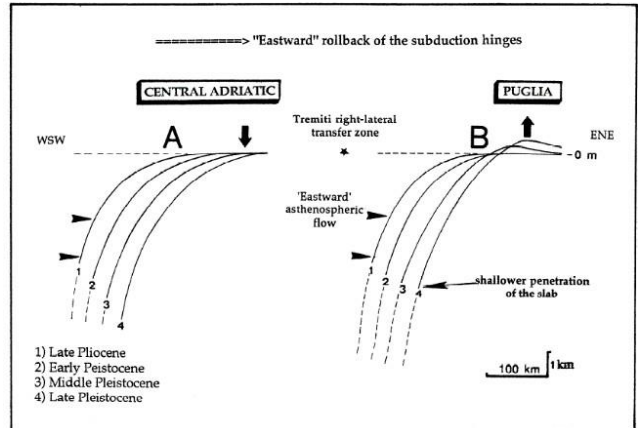 ============> "Eastward" rollback of the subduction hinges
CENTRAL ADRIATIC
PUGLIA
WSW
A
Tremiti right-lateral
transfer zone
B
ENE
0 m
'Eastward'
asthenospheric
flow
1
2
3
4
1
2
3
4
shallower penetration
of the slab
1) Late Pliocene
2) Early Peistocene
3) Middle Pleistocene
4) Late Pleistocene
100 km
1 km